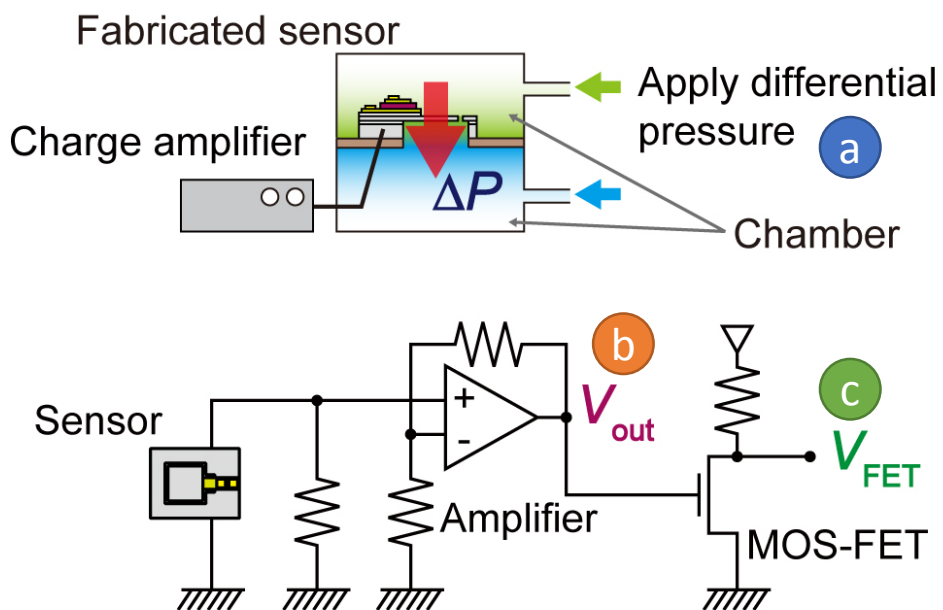 Fabricated sensor
Apply differential
pressure
a
Charge amplifier
ΔP
Chamber
b
Vout
c
VFET
Sensor
+
-
Amplifier
MOS-FET